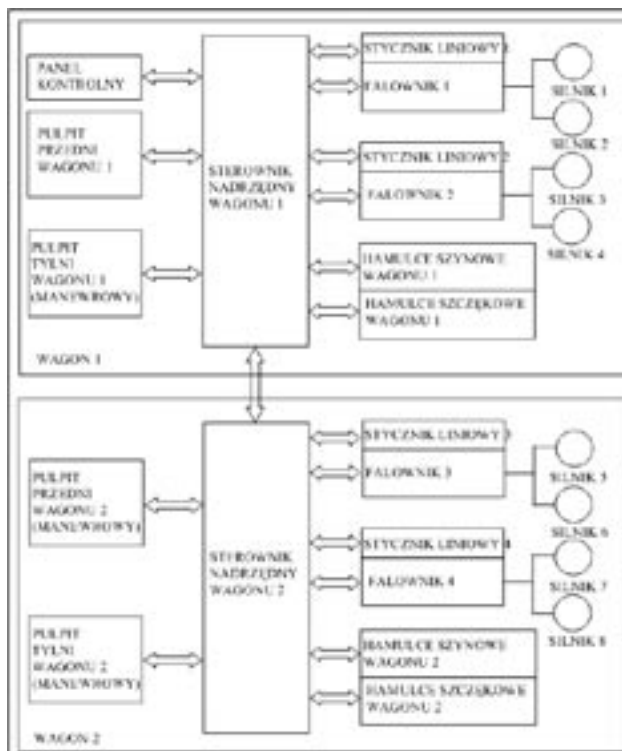 PANEL
KONTROLNY
PULPIT
PRZEDNI
WAGONU 1
PULPIT
TYLNI
WAGONU 1
(MANEWROWY)
STEROWNIK
NADRZĘDNY
WAGONU 1
STYCZNIK LINIOWY 1
FALOWNIK 1
SILNIK 1
SILNIK 2
STYCZNIK LINIOWY 2
FALOWNIK 2
SILNIK 3
SILNIK 4
HAMULCE SZYNOWE
WAGONU 1
HAMULCE SZCZĘKOWE
WAGONU 1
WAGON 1
PULPIT
PRZEDNI
WAGONU 2
(MANEWROWY)
PULPIT
TYLNI
WAGONU 2
(MANEWROWY)
STEROWNIK
NADRZĘDNY
WAGONU 2
STYCZNIK LINIOWY 3
FALOWNIK 3
SILNIK 5
SILNIK 6
STYCZNIK LINIOWY 4
FALOWNIK 4
SILNIK 7
SILNIK 8
HAMULCE SZYNOWE
WAGONU 2
HAMULCE SZCZĘKOWE
WAGONU 2
WAGON 2